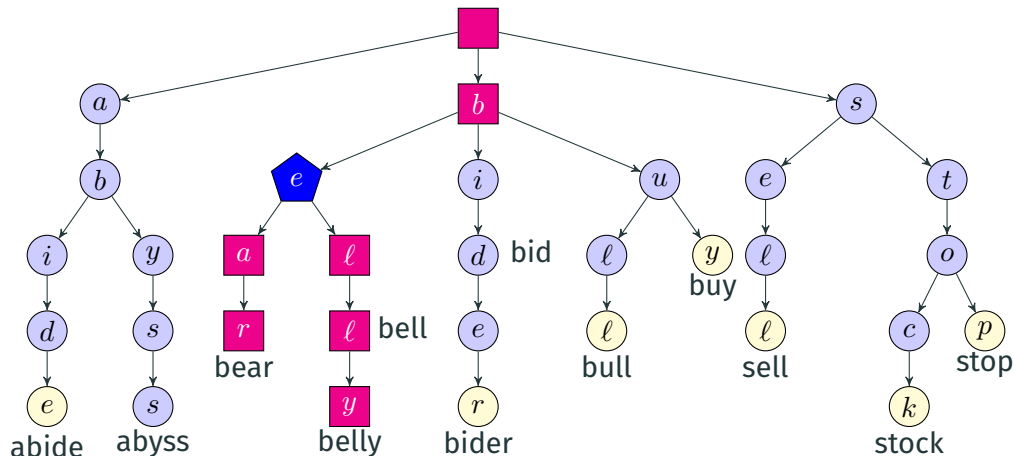 a b s
b e i u e t
i y a ℓ d bid ℓ y ℓ o
buy
d s r ℓ bell e ℓ ℓ c p
bear bull sell stop
e s y r k
abide abyss belly bider stock